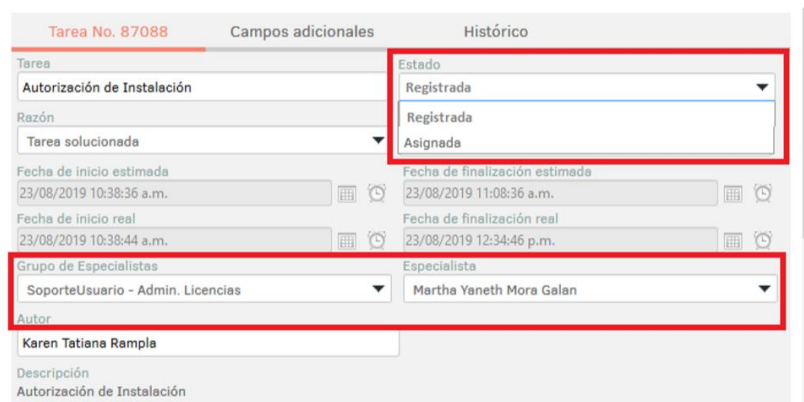 Tarea No. 87088 Campos adicionales Histórico
Tarea Estado
Autorización de Instalación Registrada
Razón Registrada
Tarea solucionada Asignada
Fecha de inicio estimada Fecha de finalización estimada
23/08/2019 10:38:36 a.m. 23/08/2019 11:08:36 a.m.
Fecha de inicio real Fecha de finalización real
23/08/2019 10:38:44 a.m. 23/08/2019 12:34:46 p.m.
Grupo de Especialistas Especialista
SoporteUsuario - Admin. Licencias Martha Yaneth Mora Galan
Autor
Karen Tatiana Rampla
Descripción
Autorización de Instalación